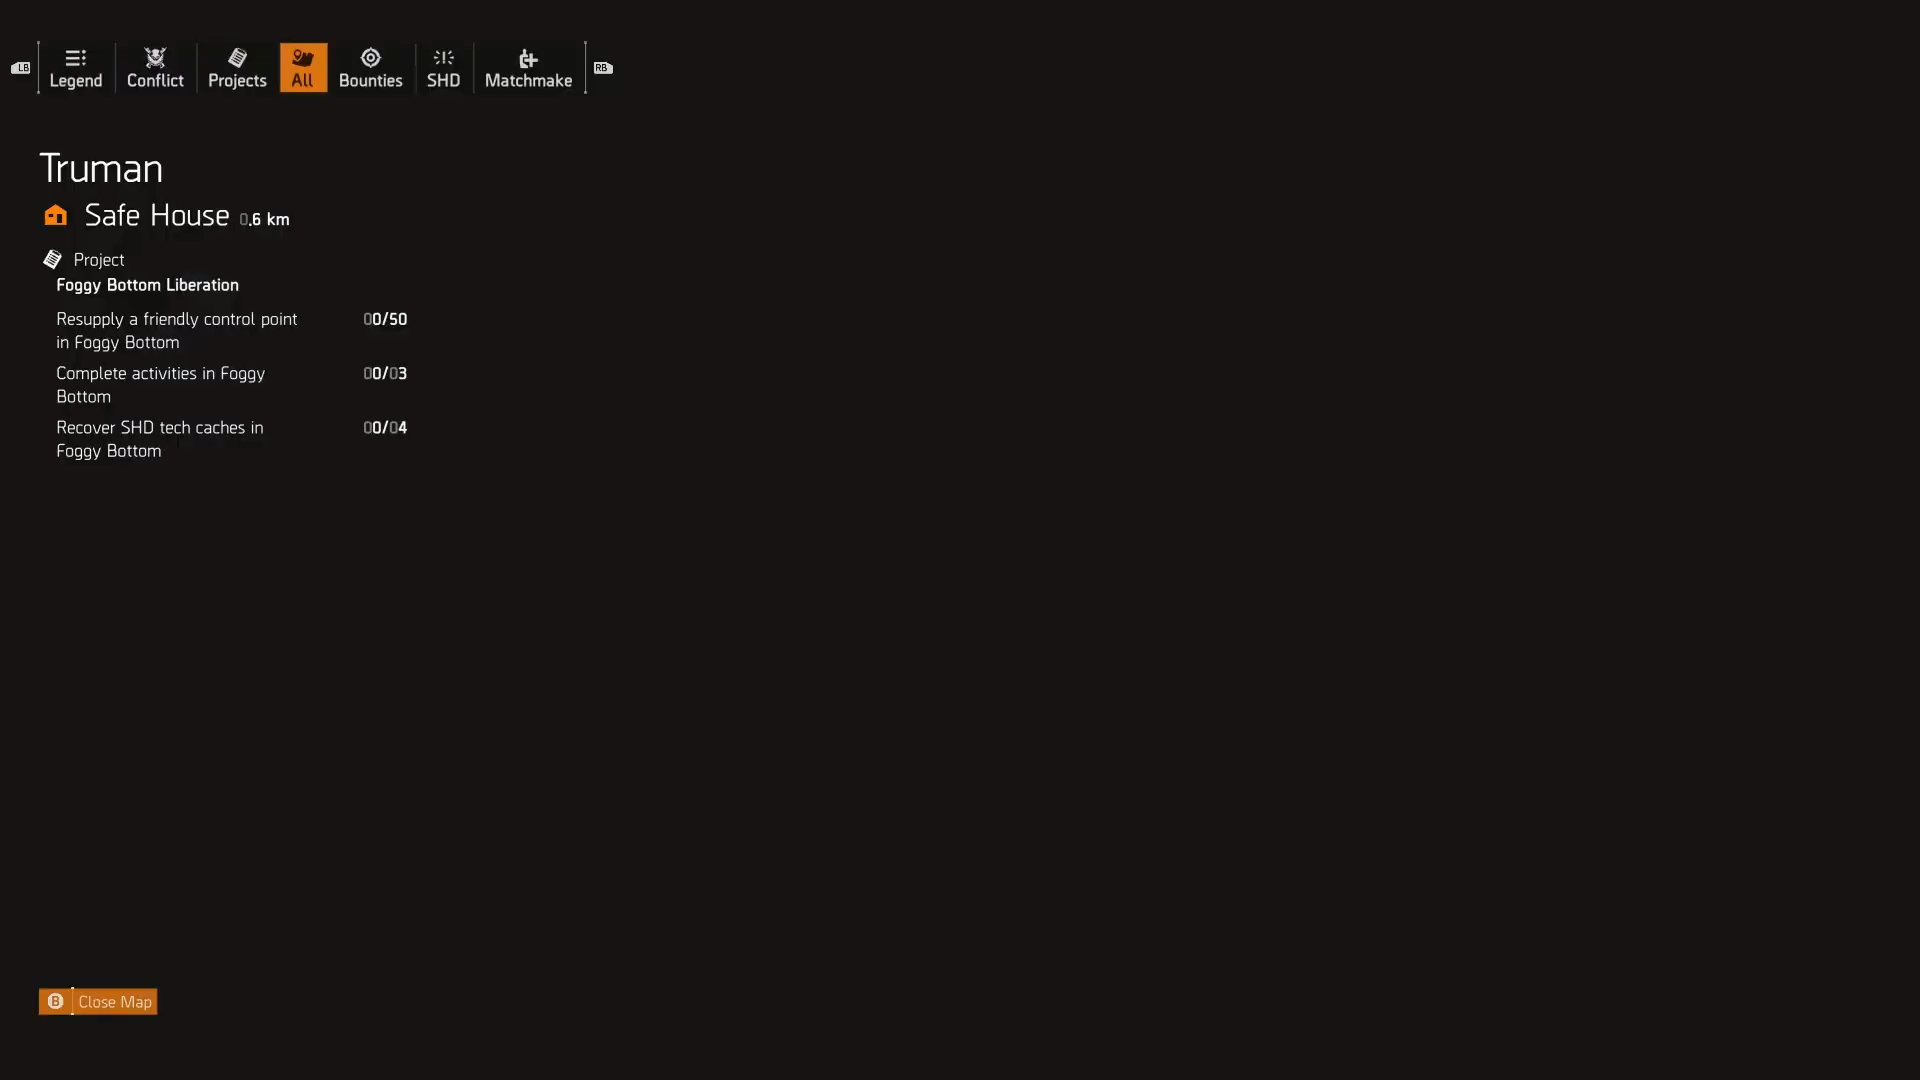 LB
Legend
Conflict
Projects
All
Bounties
SHD
Matchmake
RB
Truman
Safe House 0.6 km
Project
Foggy Bottom Liberation
Resupply a friendly control point 00/50
in Foggy Bottom
Complete activities in Foggy 00/03
Bottom
Recover SHD tech caches in 00/04
Foggy Bottom
B Close Map